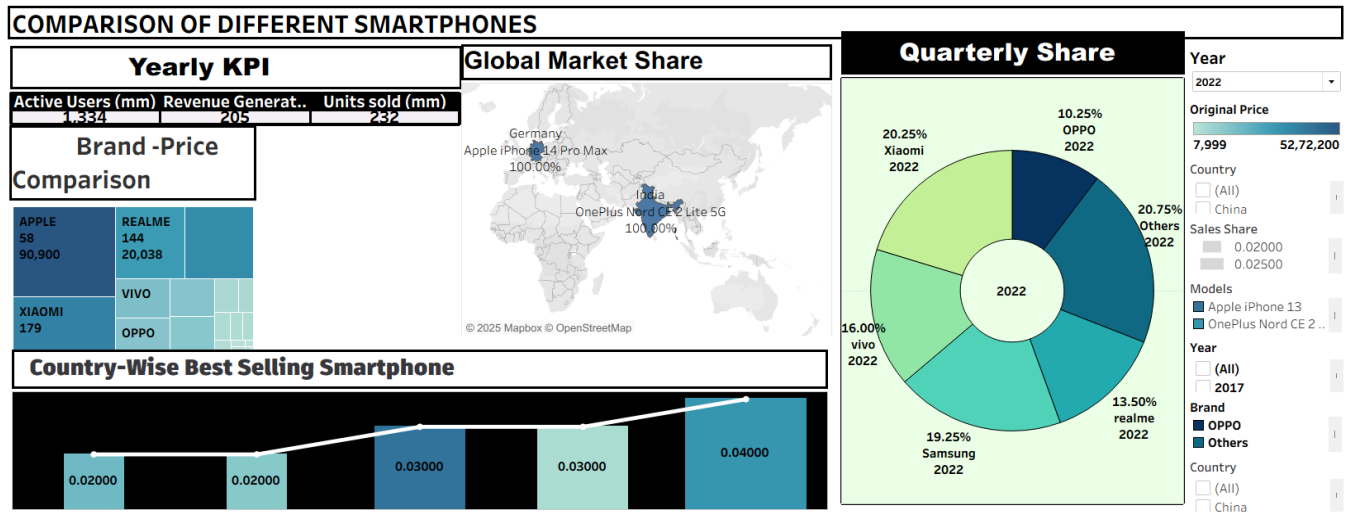 COMPARISON OF DIFFERENT SMARTPHONES
Yearly KPI
Active Users (mm) Revenue Generat.. Units sold (mm)
1,334 205 232
Brand -Price
Comparison
APPLE
58
90,900
REALME
144
20,038
VIVO
OPPO
XIAOMI
179
Global Market Share
Germany
Apple iPhone 14 Pro Max
100.00%
India
OnePlus Nord CE 2 Lite 5G
100.00%
© 2025 Mapbox © OpenStreetMap
Country-Wise Best Selling Smartphone
0.02000
0.02000
0.03000
0.03000
0.04000
Quarterly Share
10.25%
OPPO
2022
20.75%
Others
2022
13.50%
realme
2022
19.25%
Samsung
2022
16.00%
vivo
2022
20.25%
Xiaomi
2022
2022
Year
2022
Original Price
7,999 52,72,200
Country
(All)
China
Sales Share
0.02000
0.02500
Models
Apple iPhone 13
OnePlus Nord CE 2 ..
Year
(All)
2017
Brand
OPPO
Others
Country
(All)
China